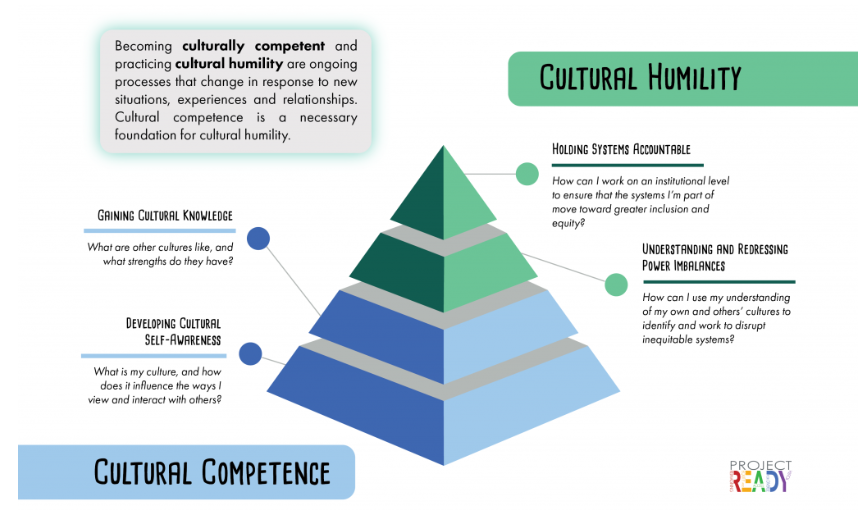 Becoming culturally competent and
practicing cultural humility are ongoing
processes that change in response to new
situations, experiences and relationships.
Cultural competence is a necessary
foundation for cultural humility.
CULTURAL HUMILITY
HOLDING SYSTEMS ACCOUNTABLE
How can I work on an institutional level
to ensure that the systems I'm part of
move toward greater inclusion and
equity?
GAINING CULTURAL KNOWLEDGE
What are other cultures like, and
what strengths do they have?
UNDERSTANDING AND REDRESSING
POWER IMBALANCES
How can I use my understanding
of my own and others' cultures to
identify and work to disrupt
inequitable systems?
DEVELOPING CULTURAL
SELF-AWARENESS
What is my culture, and how
does it influence the ways I
view and interact with others?
CULTURAL COMPETENCE
PROJECT
READY